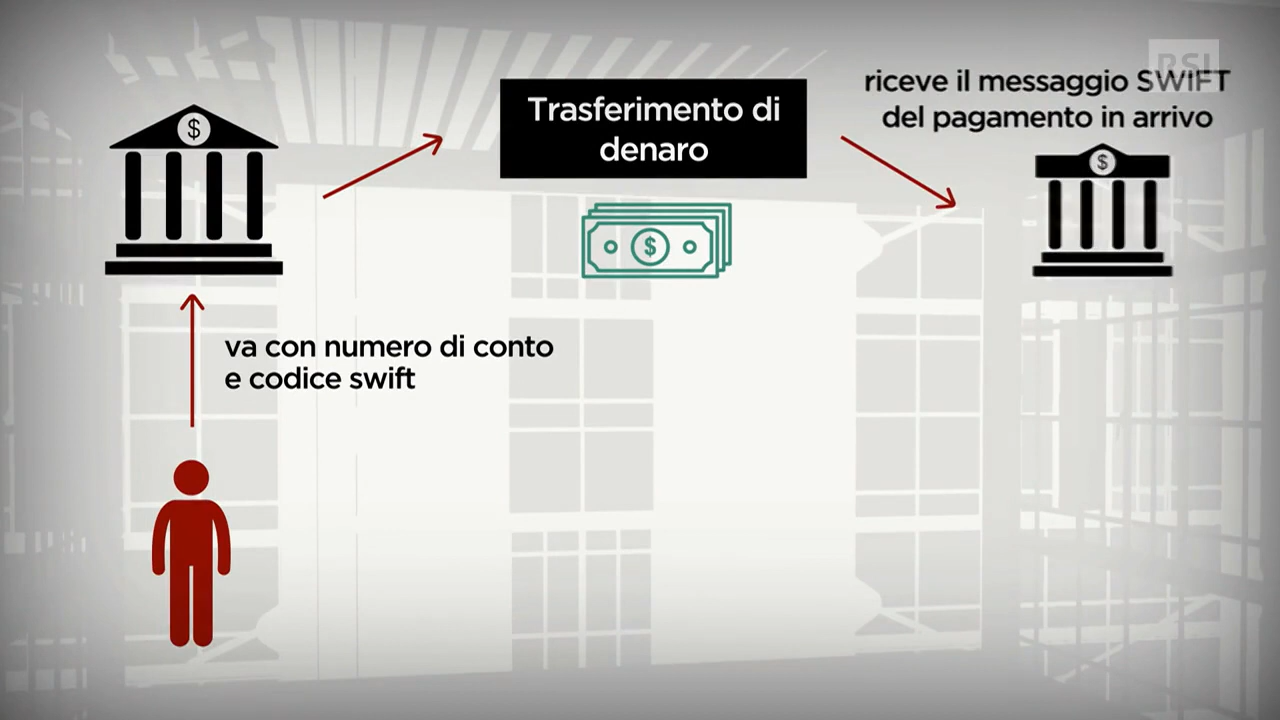 RSI
riceve il messaggio SWIFT
del pagamento in arrivo
Trasferimento di
denaro
$
$
$
va con numero di conto
e codice swift